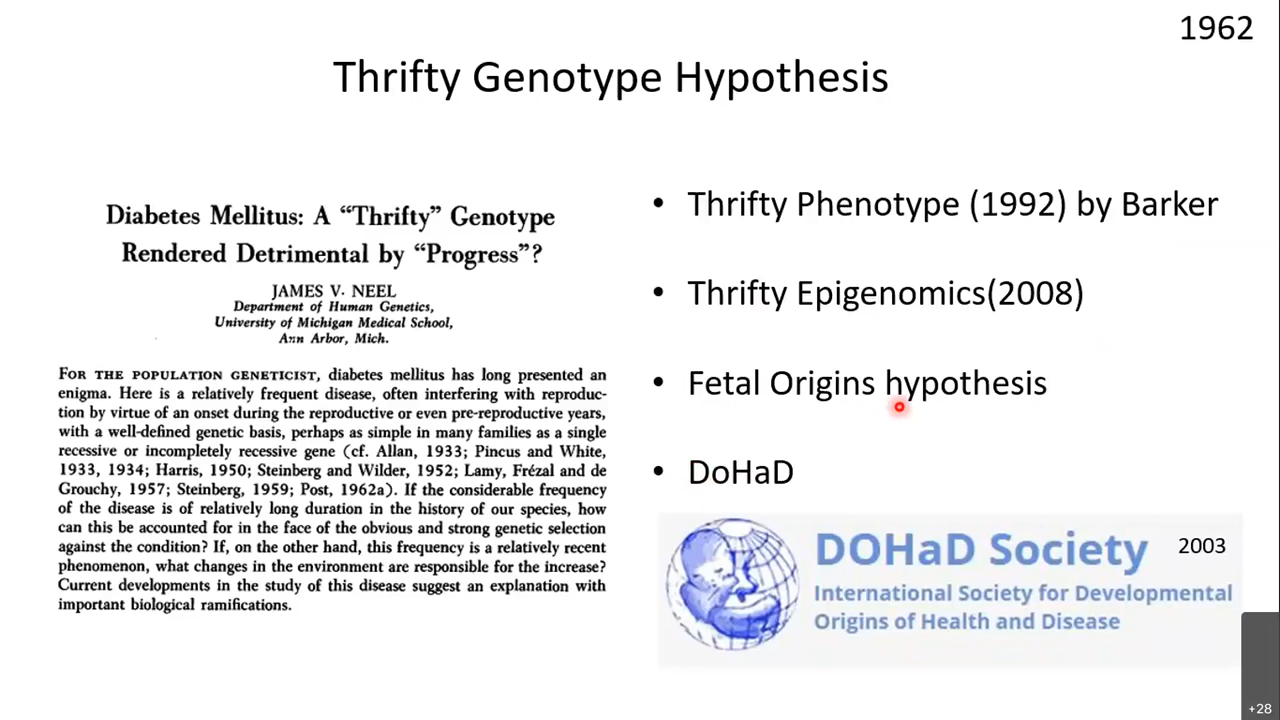 1962
Thrifty Genotype Hypothesis
Diabetes Mellitus: A “Thrifty” Genotype
Rendered Detrimental by “Progress”?
JAMES V. NEEL
Department of Human Genetics,
University of Michigan Medical School,
Ann Arbor, Mich.
FOR THE POPULATION GENETICIST, diabetes mellitus has long presented an
enigma. Here is a relatively frequent disease, often interfering with reproduc-
tion by virtue of an onset during the reproductive or even pre-reproductive years,
with a well-defined genetic basis, perhaps as simple in many families as a single
recessive or incompletely recessive gene (cf. Allan, 1933; Pincus and White,
1933, 1934; Harris, 1950; Steinberg and Wilder, 1952; Lamy, Frézal and de
Grouchy, 1957; Steinberg, 1959; Post, 1962a). If the considerable frequency
of the disease is of relatively long duration in the history of our species, how
can this be accounted for in the face of the obvious and strong genetic selection
against the condition? If, on the other hand, this frequency is a relatively recent
phenomenon, what changes in the environment are responsible for the increase?
Current developments in the study of this disease suggest an explanation with
important biological ramifications.
• Thrifty Phenotype (1992) by Barker
• Thrifty Epigenomics(2008)
• Fetal Origins hypothesis
• DoHaD
DOHaD Society 2003
International Society for Developmental
Origins of Health and Disease
+28